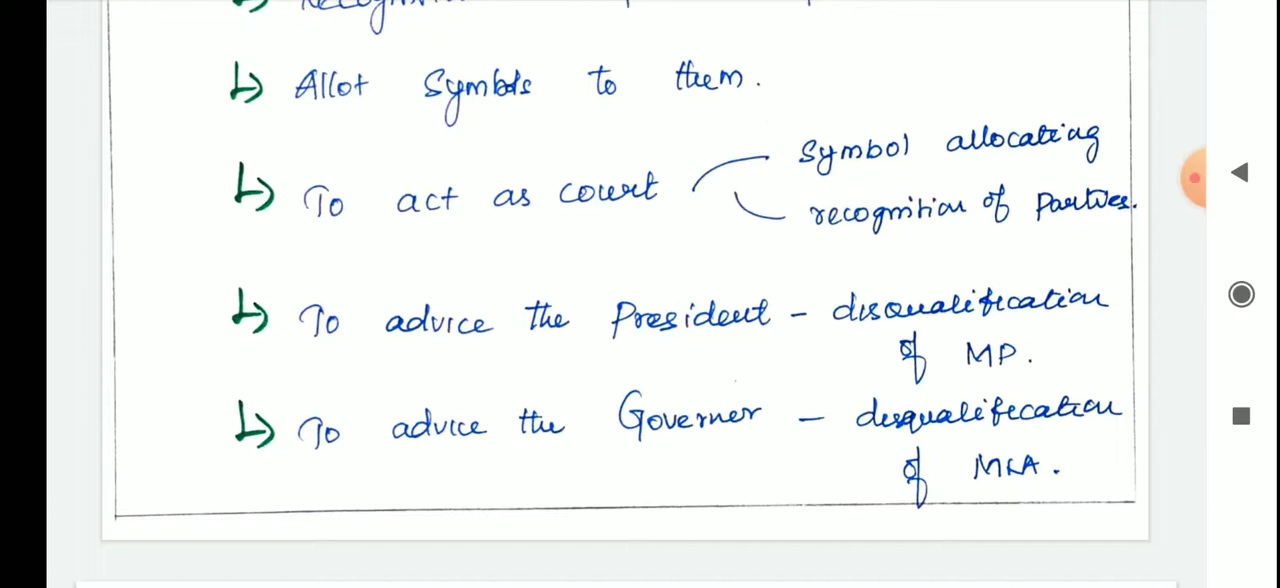 Allot Symbols to them.
To act as court
Symbol allocating
recognition of Parties.
To advice the President - disqualification
of MP.
To advice the Governer - disqualification
of MLA.